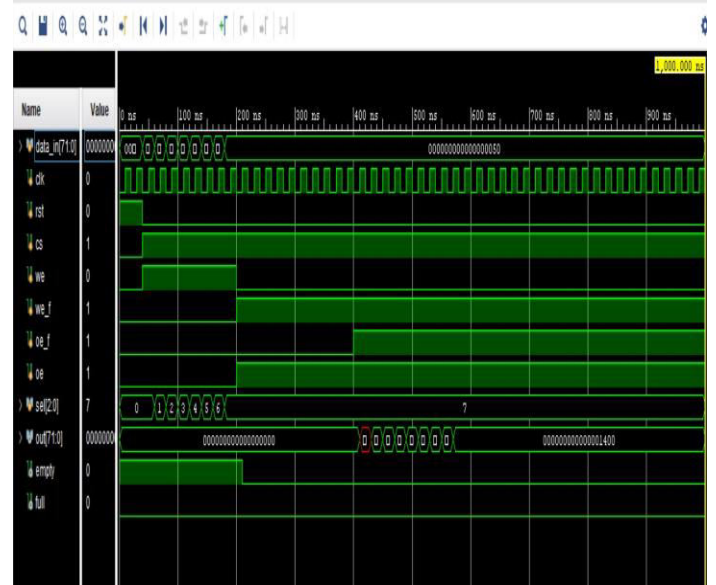 1,000.000 ns
Name Value
0 ns 100 ns 200 ns 300 ns 400 ns 500 ns 600 ns 700 ns 800 ns 900 ns
data_in[71:0] 0000000 000000000000000050
clk 0
rst 0
cs 1
we 0
we_f 1
oe_f 1
oe 1
sel[2:0] 7 0 1 2 3 4 5 6 7
out[71:0] 0000000 000000000000000000 000000000000001400
empty 0
full 0